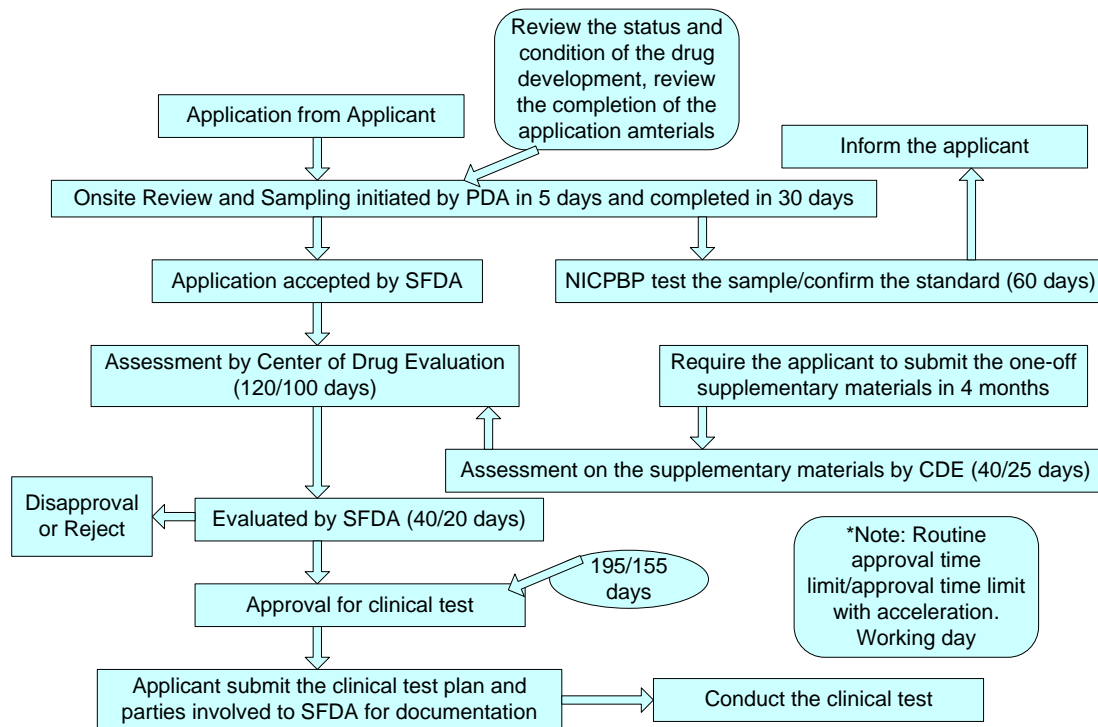 Review the status and
condition of the drug
development, review
the completion of the
application amterials
Application from Applicant
Inform the applicant
Onsite Review and Sampling initiated by PDA in 5 days and completed in 30 days
Application accepted by SFDA
NICPBP test the sample/confirm the standard (60 days)
Assessment by Center of Drug Evaluation
(120/100 days)
Require the applicant to submit the one-off
supplementary materials in 4 months
Assessment on the supplementary materials by CDE (40/25 days)
Disapproval
or Reject
Evaluated by SFDA (40/20 days)
*Note: Routine
approval time
limit/approval time limit
with acceleration.
Working day
195/155
days
Approval for clinical test
Applicant submit the clinical test plan and
parties involved to SFDA for documentation
Conduct the clinical test